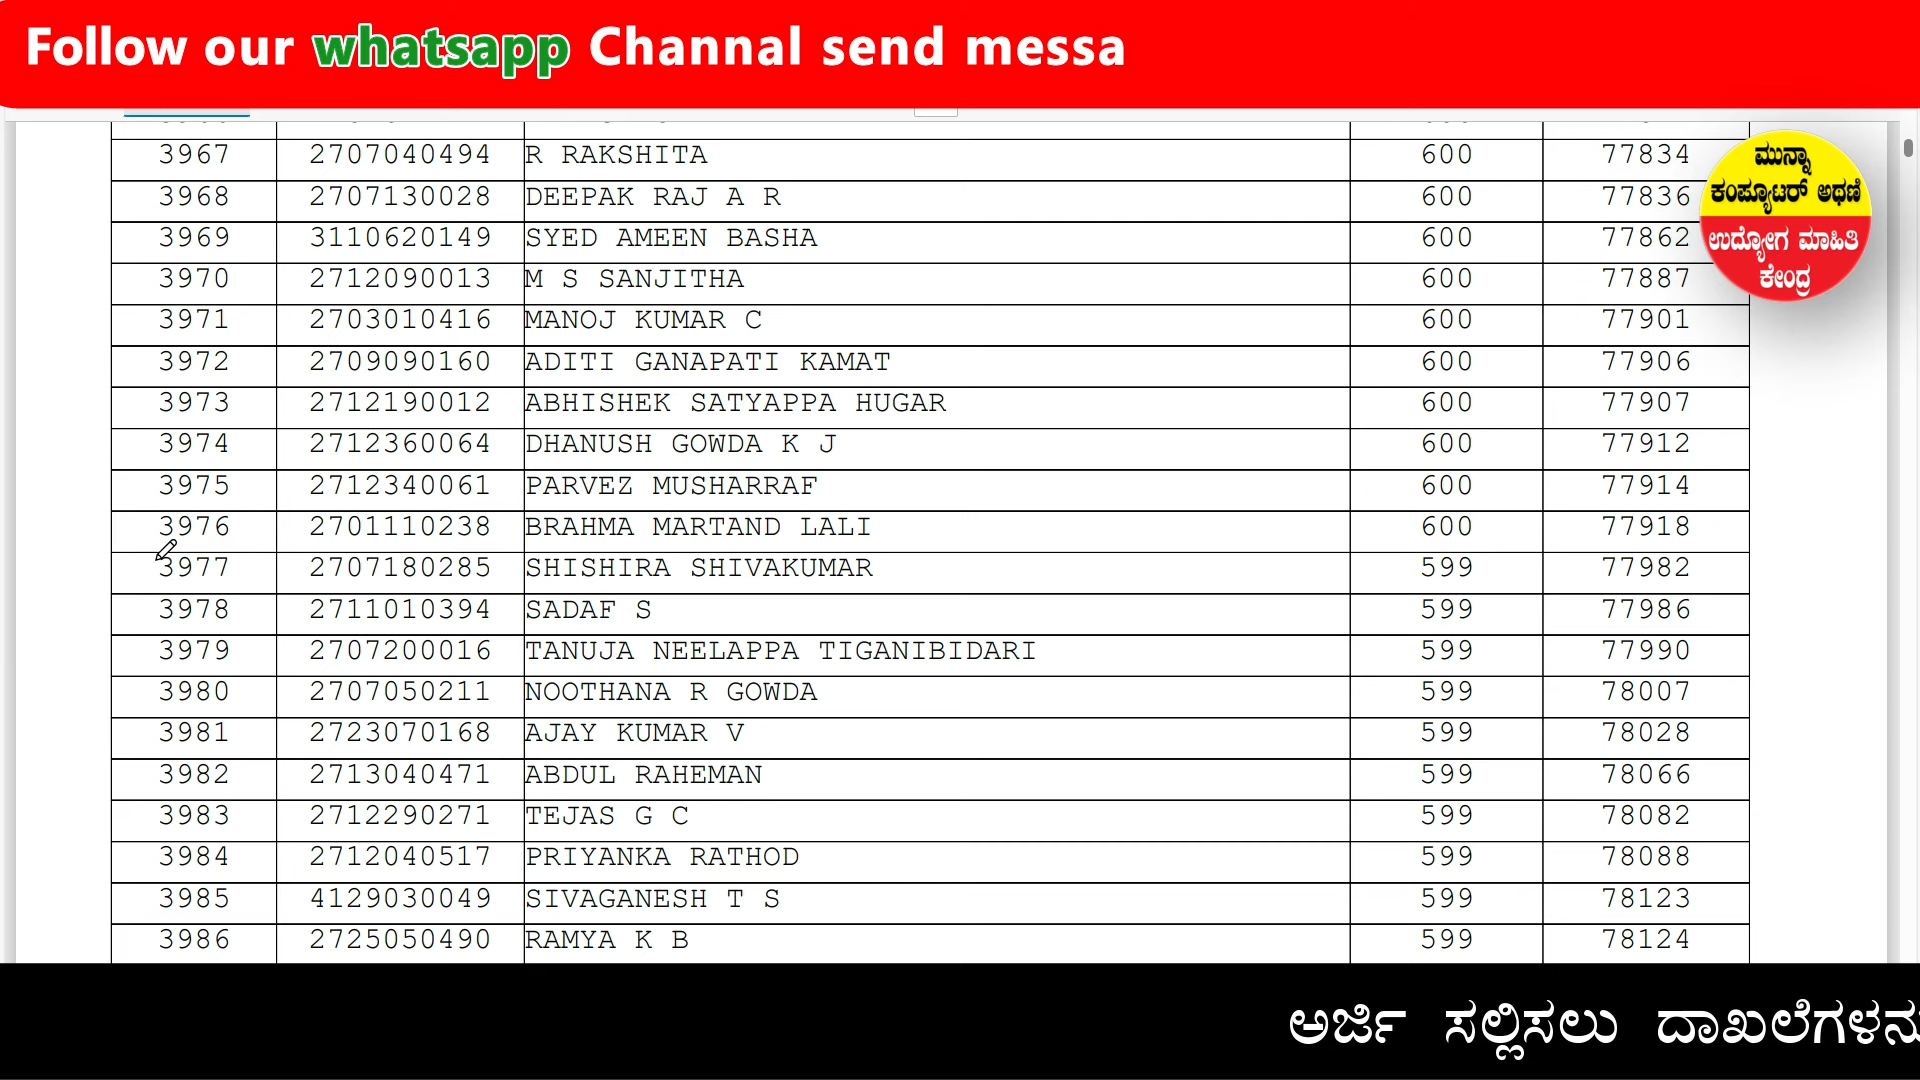 Follow our whatsapp Channal send messa
3967 2707040494 R RAKSHITA 600 77834
3968 2707130028 DEEPAK RAJ A R 600 77836
3969 3110620149 SYED AMEEN BASHA 600 77862
3970 2712090013 M S SANJITHA 600 77887
3971 2703010416 MANOJ KUMAR C 600 77901
3972 2709090160 ADITI GANAPATI KAMAT 600 77906
3973 2712190012 ABHISHEK SATYAPPA HUGAR 600 77907
3974 2712360064 DHANUSH GOWDA K J 600 77912
3975 2712340061 PARVEZ MUSHARRAF 600 77914
3976 2701110238 BRAHMA MARTAND LALI 600 77918
3977 2707180285 SHISHIRA SHIVAKUMAR 599 77982
3978 2711010394 SADAF S 599 77986
3979 2707200016 TANUJA NEELAPPA TIGANIBIDARI 599 77990
3980 2707050211 NOOTHANA R GOWDA 599 78007
3981 2723070168 AJAY KUMAR V 599 78028
3982 2713040471 ABDUL RAHEMAN 599 78066
3983 2712290271 TEJAS G C 599 78082
3984 2712040517 PRIYANKA RATHOD 599 78088
3985 4129030049 SIVAGANESH T S 599 78123
3986 2725050490 RAMYA K B 599 78124
ಮುನ್ನಾ
ಕಂಪ್ಯೂಟರ್ ಅಥಣಿ
ಉದ್ಯೋಗ ಮಾಹಿತಿ
ಕೇಂದ್ರ
ಅರ್ಜಿ ಸಲ್ಲಿಸಲು ದಾಖಲೆಗಳನು